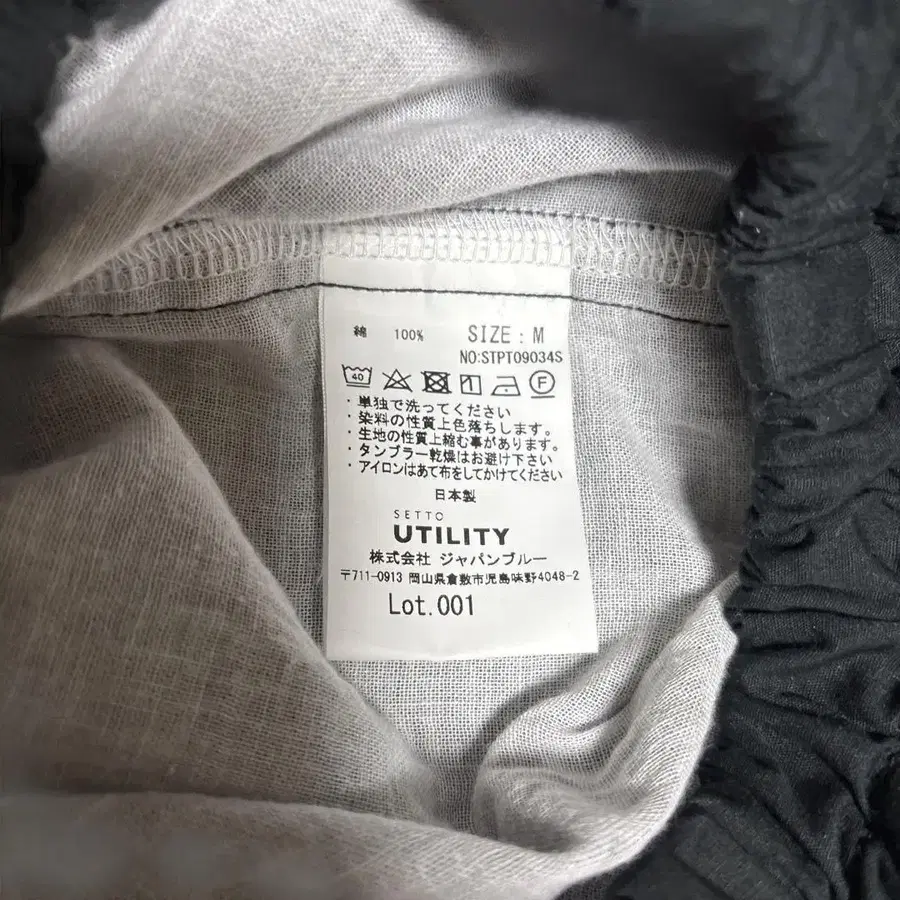 綿 100% SIZE : M
NO:STPT09034S
40 F
・単独で洗ってください
・染料の性質上色落ちします。
・生地の性質上縮む事があります。
・タンブラー乾燥はお避け下さい
・アイロンはあて布をしてかけてください
日本製
SETTO
UTILITY
株式会社 ジャパンブルー
〒711-0913 岡山県倉敷市児島味野4048-2
Lot.001